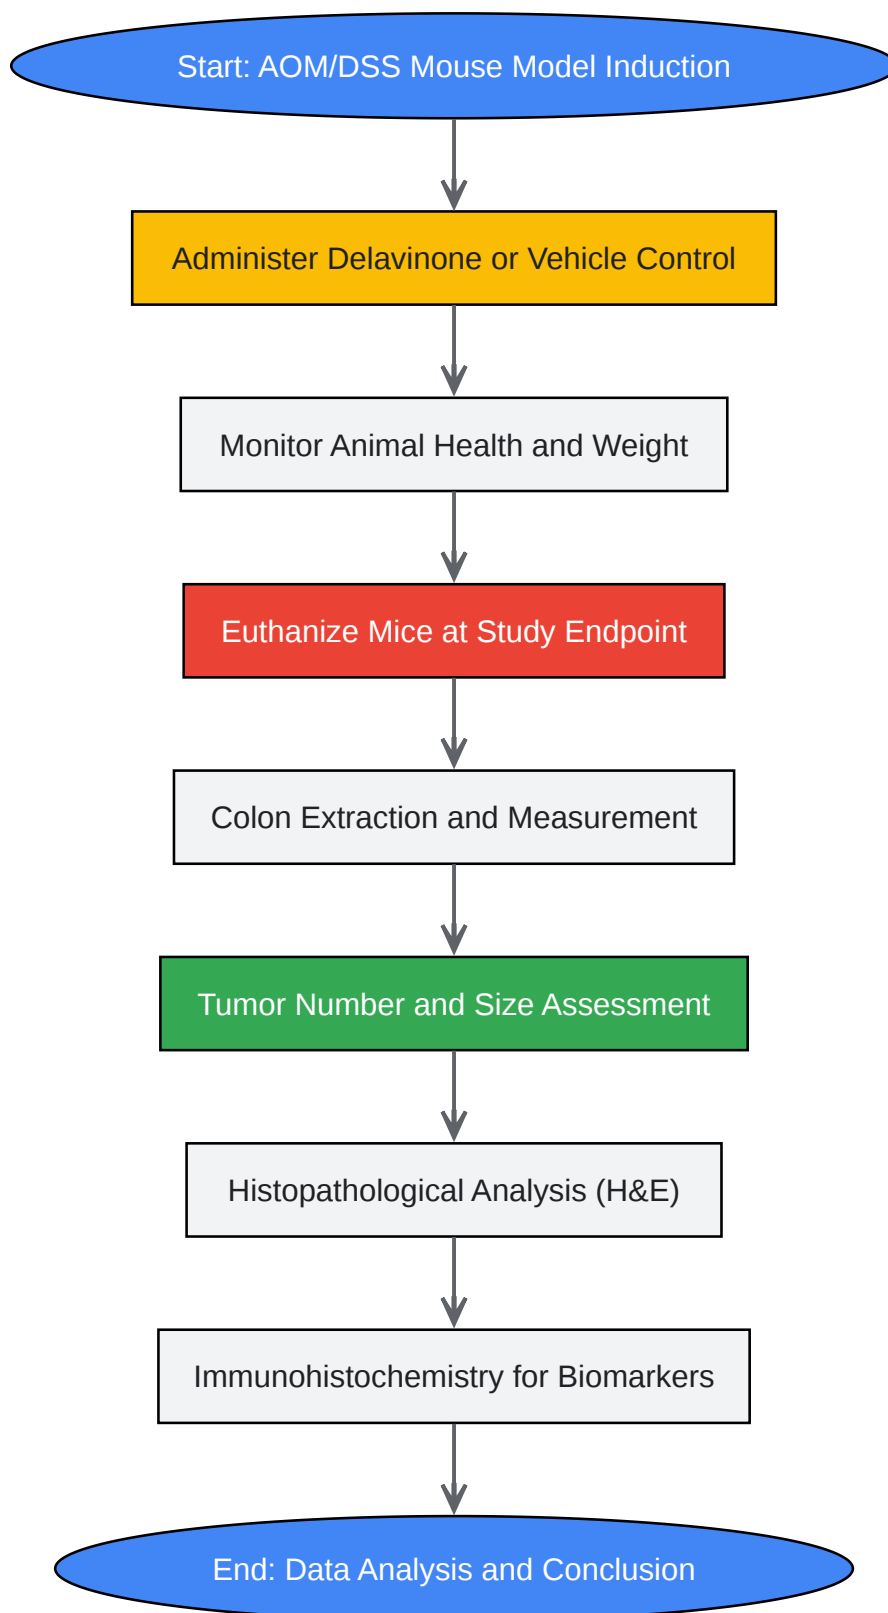 Start: AOM/DSS Mouse Model Induction
Administer Delavinone or Vehicle Control
Monitor Animal Health and Weight
Euthanize Mice at Study Endpoint
Colon Extraction and Measurement
Tumor Number and Size Assessment
Histopathological Analysis (H&E)
Immunohistochemistry for Biomarkers
End: Data Analysis and Conclusion